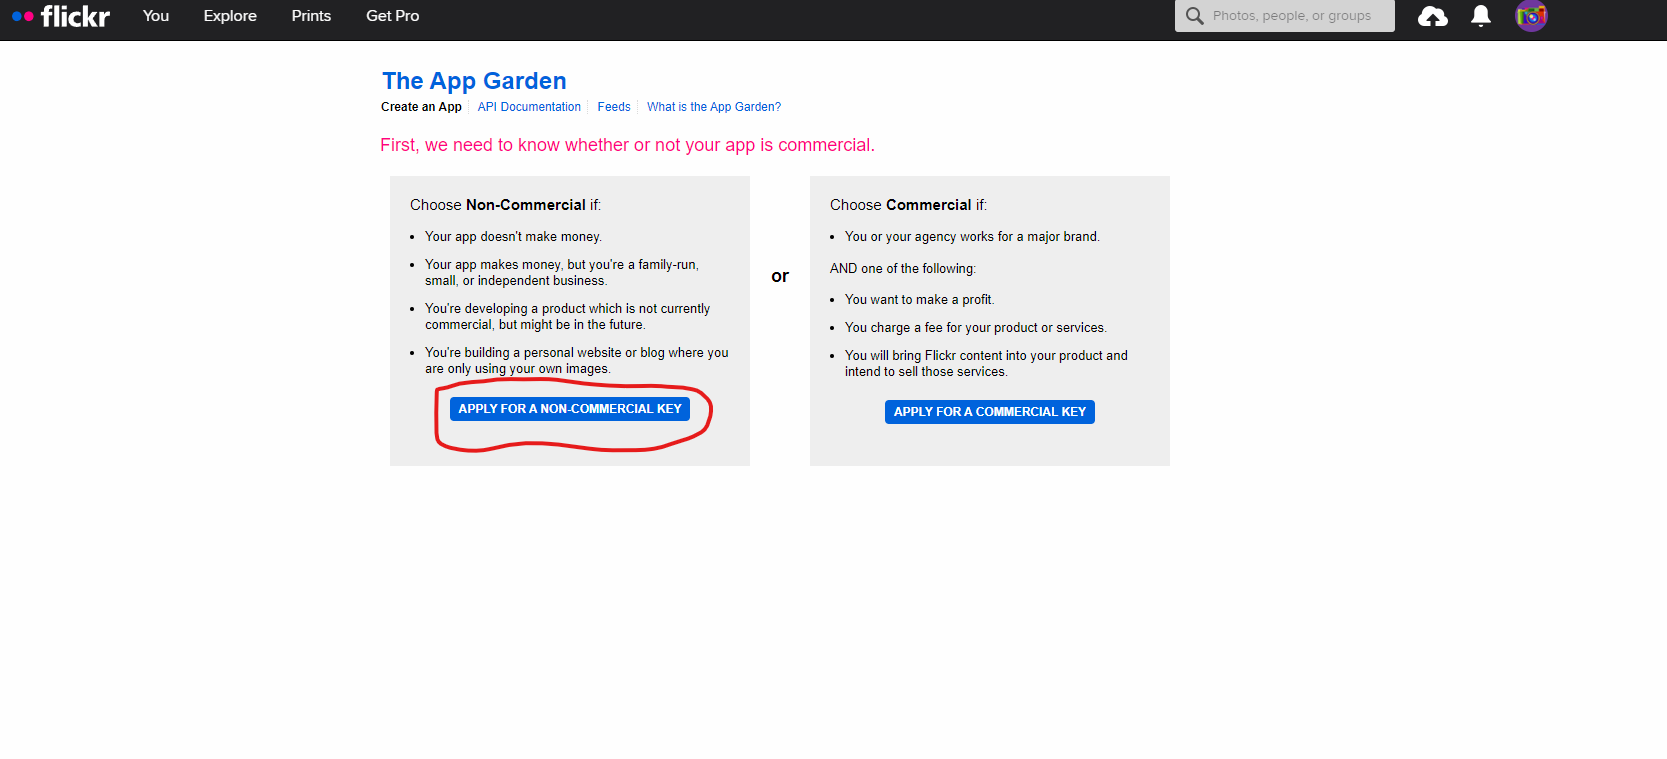 flickr You Explore Prints Get Pro Photos, people, or groups
The App Garden
Create an App API Documentation Feeds What is the App Garden?
First, we need to know whether or not your app is commercial.
Choose Non-Commercial if:
• Your app doesn't make money.
• Your app makes money, but you're a family-run,
small, or independent business.
• You're developing a product which is not currently
commercial, but might be in the future.
• You're building a personal website or blog where you
are only using your own images.
APPLY FOR A NON-COMMERCIAL KEY
or
Choose Commercial if:
• You or your agency works for a major brand.
AND one of the following:
• You want to make a profit.
• You charge a fee for your product or services.
• You will bring Flickr content into your product and
intend to sell those services.
APPLY FOR A COMMERCIAL KEY